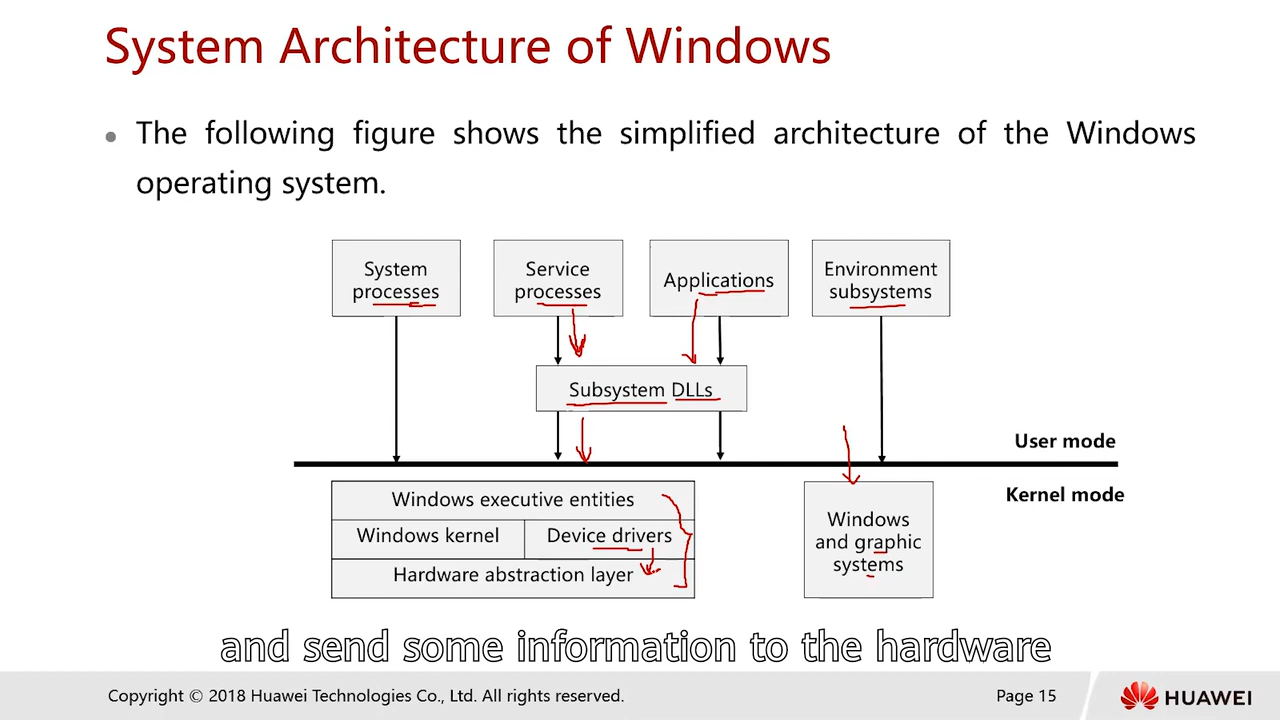 System Architecture of Windows
• The following figure shows the simplified architecture of the Windows
operating system.
System
processes
Service
processes
Applications
Environment
subsystems
Subsystem DLLs
User mode
Kernel mode
Windows executive entities
Windows kernel
Device drivers
Hardware abstraction layer
Windows
and graphic
systems
and send some information to the hardware
Copyright © 2018 Huawei Technologies Co., Ltd. All rights reserved.
Page 15
HUAWEI